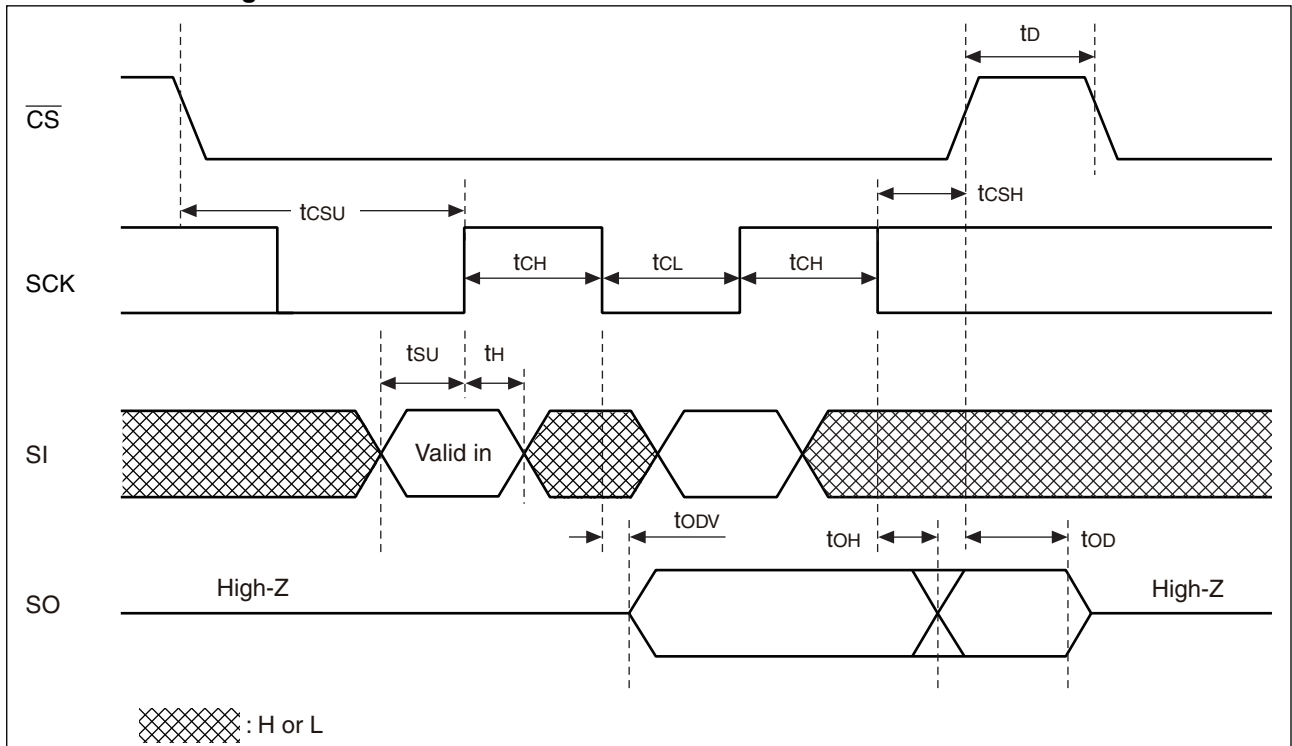 tD
CS
tCSU
tCSH
SCK
tCH
tCL
tCH
tSU
tH
SI
Valid in
tODV
tOH
tOD
SO
High-Z
High-Z
: H or L